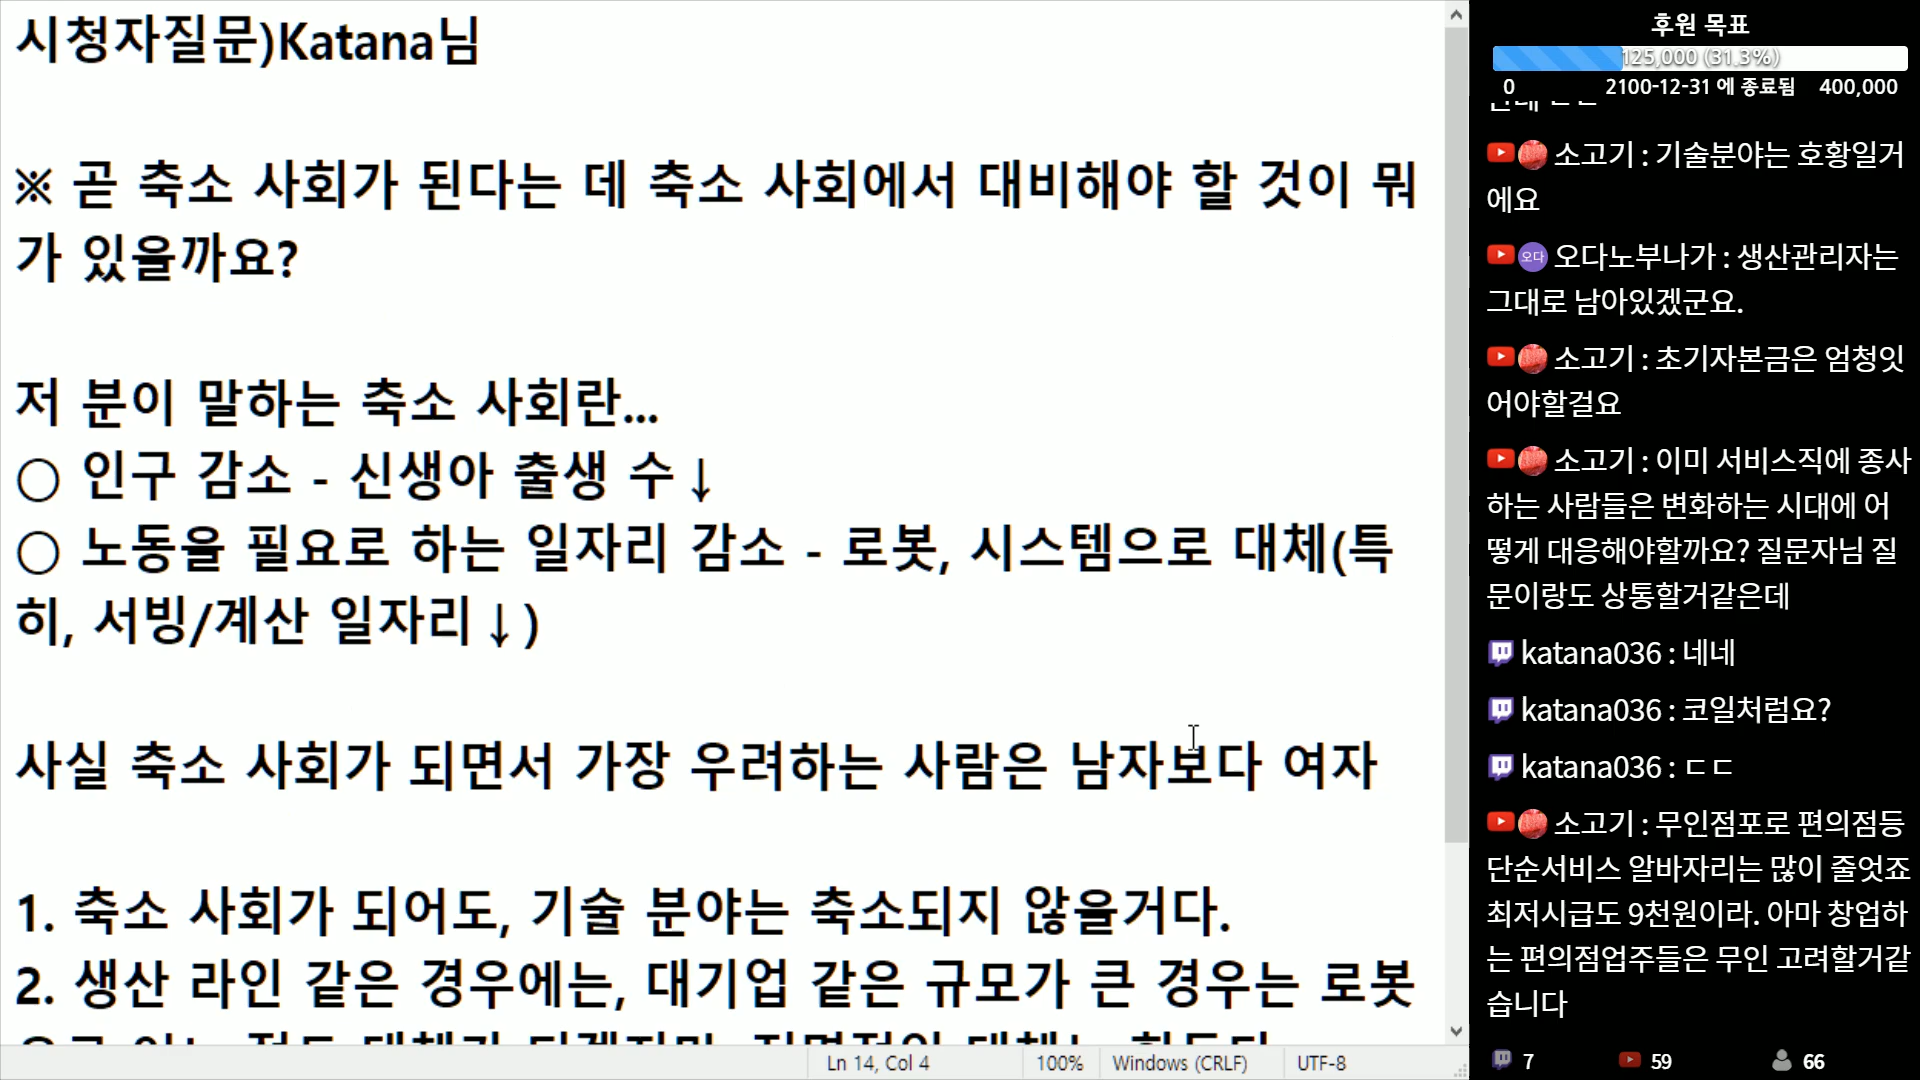 시청자질문)Katana님
※ 곧 축소 사회가 된다는 데 축소 사회에서 대비해야 할 것이 뭐
가 있을까요?
저 분이 말하는 축소 사회란...
○ 인구 감소 - 신생아 출생 수↓
○ 노동을 필요로 하는 일자리 감소 - 로봇, 시스템으로 대체(특
히, 서빙/계산 일자리↓)
사실 축소 사회가 되면서 가장 우려하는 사람은 남자보다 여자
1. 축소 사회가 되어도, 기술 분야는 축소되지 않을거다.
2. 생산 라인 같은 경우에는, 대기업 같은 규모가 큰 경우는 로봇
Ln 14, Col 4
100%
Windows (CRLF)
UTF-8
후원 목표
125,000 (31.3%)
0
2100-12-31 에 종료됨
400,000
소고기 : 기술분야는 호황일거
에요
오다
오다노부나가 : 생산관리자는
그대로 남아있겠군요.
소고기 : 초기자본금은 엄청잇
어야할걸요
소고기 : 이미 서비스직에 종사
하는 사람들은 변화하는 시대에 어
떻게 대응해야할까요? 질문자님 질
문이랑도 상통할거같은데
katana036 : 네네
katana036 : 코일처럼요?
katana036 : ㄷㄷ
소고기 : 무인점포로 편의점등
단순서비스 알바자리는 많이 줄엇죠
최저시급도 9천원이라. 아마 창업하
는 편의점업주들은 무인 고려할거같
습니다
7
59
66